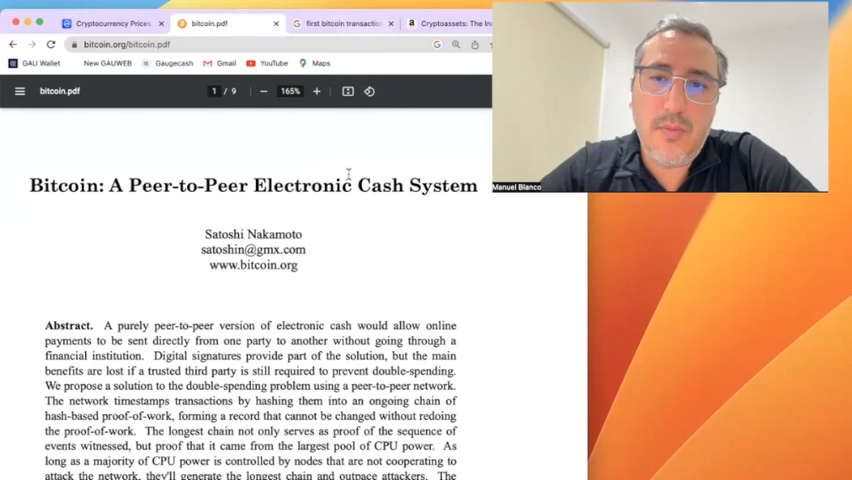 Cryptocurrency Prices,
bitcoin.pdf
first bitcoin transaction
Cryptoassets: The Inn
bitcoin.org/bitcoin.pdf
GAU Wallet
New GAUWEB
Gaugecash
Gmail
YouTube
Maps
bitcoin.pdf
1 / 9
165%
Manuel Blanco
Bitcoin: A Peer-to-Peer Electronic Cash System
Satoshi Nakamoto
satoshin@gmx.com
www.bitcoin.org
Abstract. A purely peer-to-peer version of electronic cash would allow online
payments to be sent directly from one party to another without going through a
financial institution. Digital signatures provide part of the solution, but the main
benefits are lost if a trusted third party is still required to prevent double-spending.
We propose a solution to the double-spending problem using a peer-to-peer network.
The network timestamps transactions by hashing them into an ongoing chain of
hash-based proof-of-work, forming a record that cannot be changed without redoing
the proof-of-work. The longest chain not only serves as proof of the sequence of
events witnessed, but proof that it came from the largest pool of CPU power. As
long as a majority of CPU power is controlled by nodes that are not cooperating to
attack the network, they'll generate the longest chain and outpace attackers. The